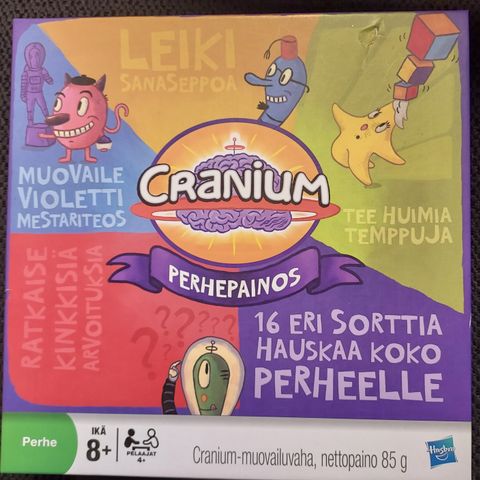 LEIKI
SANASEPPOA
MUOVAILE
VIOLETTI
MESTARITEOS
CRANIUM
PERHEPAINOS
TEE HUIMIA
TEMPPUJA
RATKAISE
KINKKISIÄ
ARVOITUKSIA
16 ERI SORTTIA
HAUSKAA KOKO
PERHEELLE
Perhe
IKÄ
8+
PELAAJAT
4+
Cranium-muovailuvaha, nettopaino 85 g
Hasbro